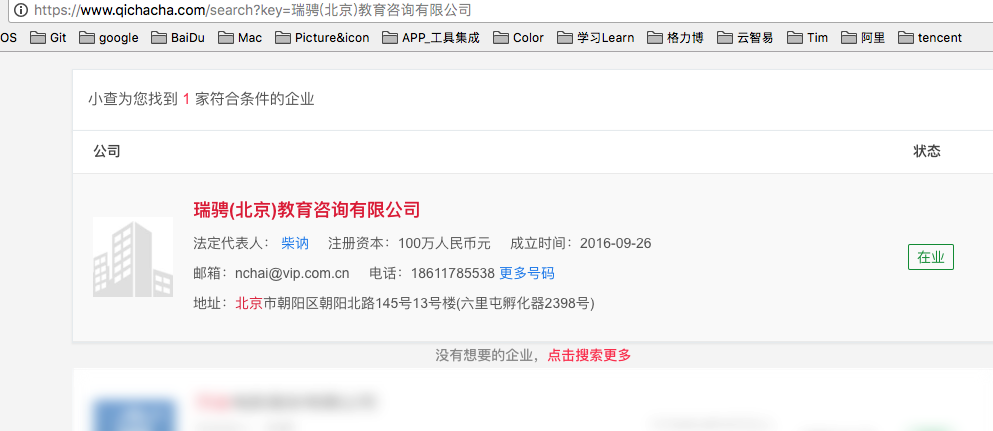 https://www.qichacha.com/search?key=瑞骋(北京)教育咨询有限公司
OS Git google BaiDu Mac Picture&icon APP_工具集成 Color 学习Learn 格力博 云智易 Tim 阿里 tencent
小查为您找到 1 家符合条件的企业
公司 状态
瑞骋(北京)教育咨询有限公司
法定代表人： 柴讷 注册资本：100万人民币元 成立时间：2016-09-26
在业
邮箱：nchai@vip.com.cn 电话：18611785538 更多号码
地址：北京市朝阳区朝阳北路145号13号楼(六里屯孵化器2398号)
没有想要的企业，点击搜索更多